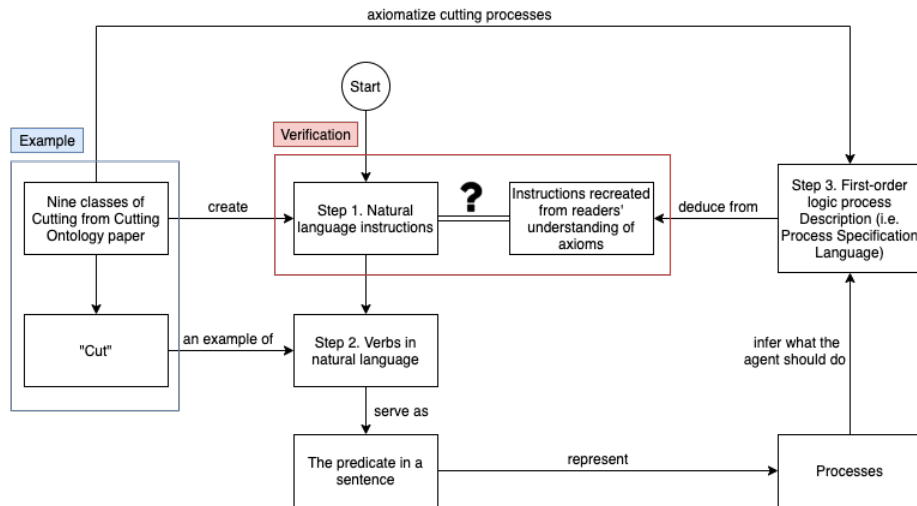 axiomatize cutting processes
Start
Example
Verification
Nine classes of
Cutting from Cutting
Ontology paper
create
Step 1. Natural
language instructions
?
Instructions recreated
from readers'
understanding of
axioms
deduce from
Step 3. First-order
logic process
Description (i.e.
Process Specification
Language)
"Cut"
an example of
Step 2. Verbs in
natural language
infer what the
agent should do
serve as
The predicate in a
sentence
represent
Processes